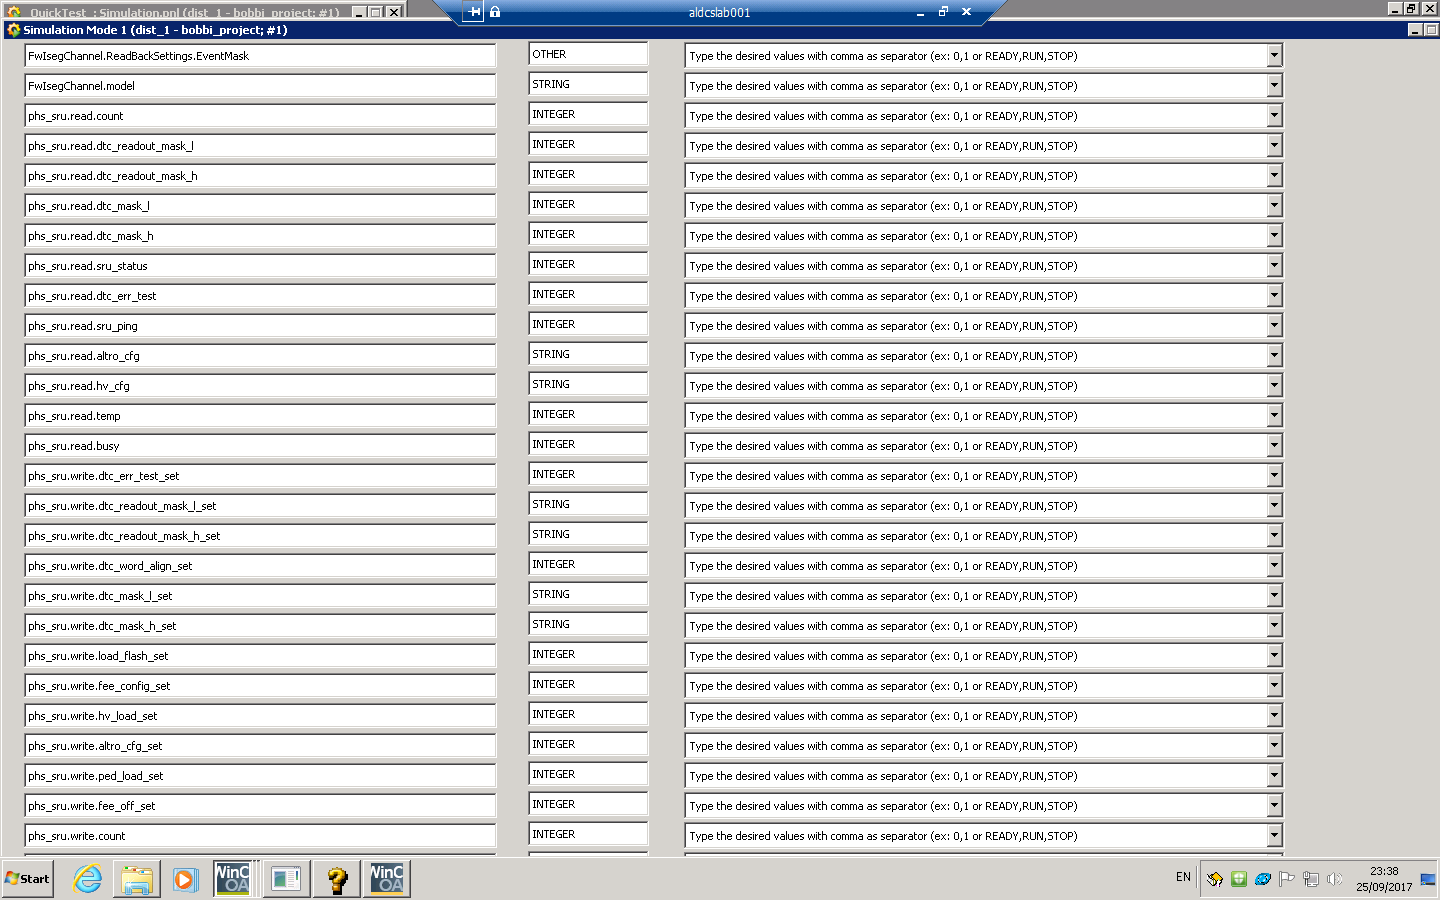 QuickTest_: Simulation.pnl (dist_1 - bobbi_project; #1)
aldcslab001
Simulation Mode 1 (dist_1 - bobbi_project; #1)
FwIsegChannel.ReadBackSettings.EventMask OTHER Type the desired values with comma as separator (ex: 0,1 or READY,RUN,STOP)
FwIsegChannel.model STRING Type the desired values with comma as separator (ex: 0,1 or READY,RUN,STOP)
phs_sru.read.count INTEGER Type the desired values with comma as separator (ex: 0,1 or READY,RUN,STOP)
phs_sru.read.dtc_readout_mask_l INTEGER Type the desired values with comma as separator (ex: 0,1 or READY,RUN,STOP)
phs_sru.read.dtc_readout_mask_h INTEGER Type the desired values with comma as separator (ex: 0,1 or READY,RUN,STOP)
phs_sru.read.dtc_mask_l INTEGER Type the desired values with comma as separator (ex: 0,1 or READY,RUN,STOP)
phs_sru.read.dtc_mask_h INTEGER Type the desired values with comma as separator (ex: 0,1 or READY,RUN,STOP)
phs_sru.read.sru_status INTEGER Type the desired values with comma as separator (ex: 0,1 or READY,RUN,STOP)
phs_sru.read.dtc_err_test INTEGER Type the desired values with comma as separator (ex: 0,1 or READY,RUN,STOP)
phs_sru.read.sru_ping INTEGER Type the desired values with comma as separator (ex: 0,1 or READY,RUN,STOP)
phs_sru.read.altro_cfg STRING Type the desired values with comma as separator (ex: 0,1 or READY,RUN,STOP)
phs_sru.read.hv_cfg STRING Type the desired values with comma as separator (ex: 0,1 or READY,RUN,STOP)
phs_sru.read.temp INTEGER Type the desired values with comma as separator (ex: 0,1 or READY,RUN,STOP)
phs_sru.read.busy INTEGER Type the desired values with comma as separator (ex: 0,1 or READY,RUN,STOP)
phs_sru.write.dtc_err_test_set INTEGER Type the desired values with comma as separator (ex: 0,1 or READY,RUN,STOP)
phs_sru.write.dtc_readout_mask_l_set STRING Type the desired values with comma as separator (ex: 0,1 or READY,RUN,STOP)
phs_sru.write.dtc_readout_mask_h_set STRING Type the desired values with comma as separator (ex: 0,1 or READY,RUN,STOP)
phs_sru.write.dtc_word_align_set INTEGER Type the desired values with comma as separator (ex: 0,1 or READY,RUN,STOP)
phs_sru.write.dtc_mask_l_set STRING Type the desired values with comma as separator (ex: 0,1 or READY,RUN,STOP)
phs_sru.write.dtc_mask_h_set STRING Type the desired values with comma as separator (ex: 0,1 or READY,RUN,STOP)
phs_sru.write.load_flash_set INTEGER Type the desired values with comma as separator (ex: 0,1 or READY,RUN,STOP)
phs_sru.write.fee_config_set INTEGER Type the desired values with comma as separator (ex: 0,1 or READY,RUN,STOP)
phs_sru.write.hv_load_set INTEGER Type the desired values with comma as separator (ex: 0,1 or READY,RUN,STOP)
phs_sru.write.altro_cfg_set INTEGER Type the desired values with comma as separator (ex: 0,1 or READY,RUN,STOP)
phs_sru.write.ped_load_set INTEGER Type the desired values with comma as separator (ex: 0,1 or READY,RUN,STOP)
phs_sru.write.fee_off_set INTEGER Type the desired values with comma as separator (ex: 0,1 or READY,RUN,STOP)
phs_sru.write.count INTEGER Type the desired values with comma as separator (ex: 0,1 or READY,RUN,STOP)
Start
WinC
OA
WinC
OA
EN
23:38
25/09/2017